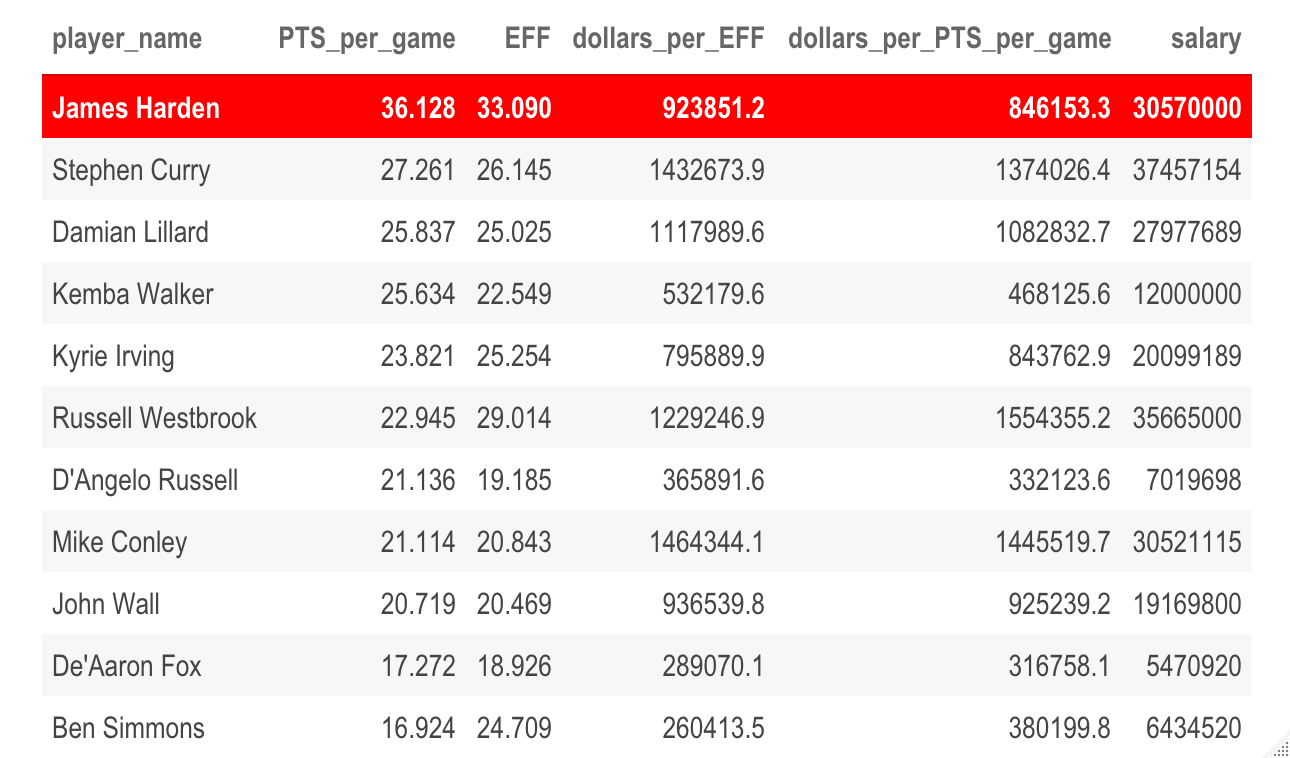 player_name PTS_per_game EFF dollars_per_EFF dollars_per_PTS_per_game salary
James Harden 36.128 33.090 923851.2 846153.3 30570000
Stephen Curry 27.261 26.145 1432673.9 1374026.4 37457154
Damian Lillard 25.837 25.025 1117989.6 1082832.7 27977689
Kemba Walker 25.634 22.549 532179.6 468125.6 12000000
Kyrie Irving 23.821 25.254 795889.9 843762.9 20099189
Russell Westbrook 22.945 29.014 1229246.9 1554355.2 35665000
D'Angelo Russell 21.136 19.185 365891.6 332123.6 7019698
Mike Conley 21.114 20.843 1464344.1 1445519.7 30521115
John Wall 20.719 20.469 936539.8 925239.2 19169800
De'Aaron Fox 17.272 18.926 289070.1 316758.1 5470920
Ben Simmons 16.924 24.709 260413.5 380199.8 6434520